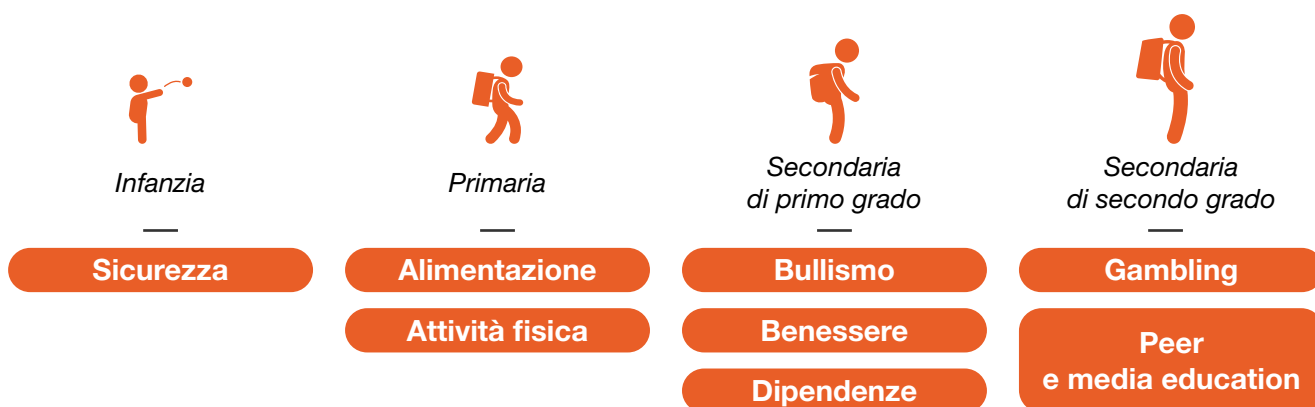 Infanzia
Sicurezza
Primaria
Alimentazione
Attività fisica
Secondaria
di primo grado
Bullismo
Benessere
Dipendenze
Secondaria
di secondo grado
Gambling
Peer
e media education